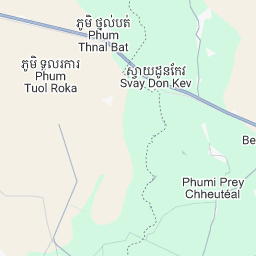 ភូមិ ថ្នល់បត់
Phum
Thnal Bat
ភូមិ ទួលរកា
Phum
Tuol Roka
ស្វាយដូនកែវ
Svay Don Kev
Be
Phumi Prey
Chheutéal